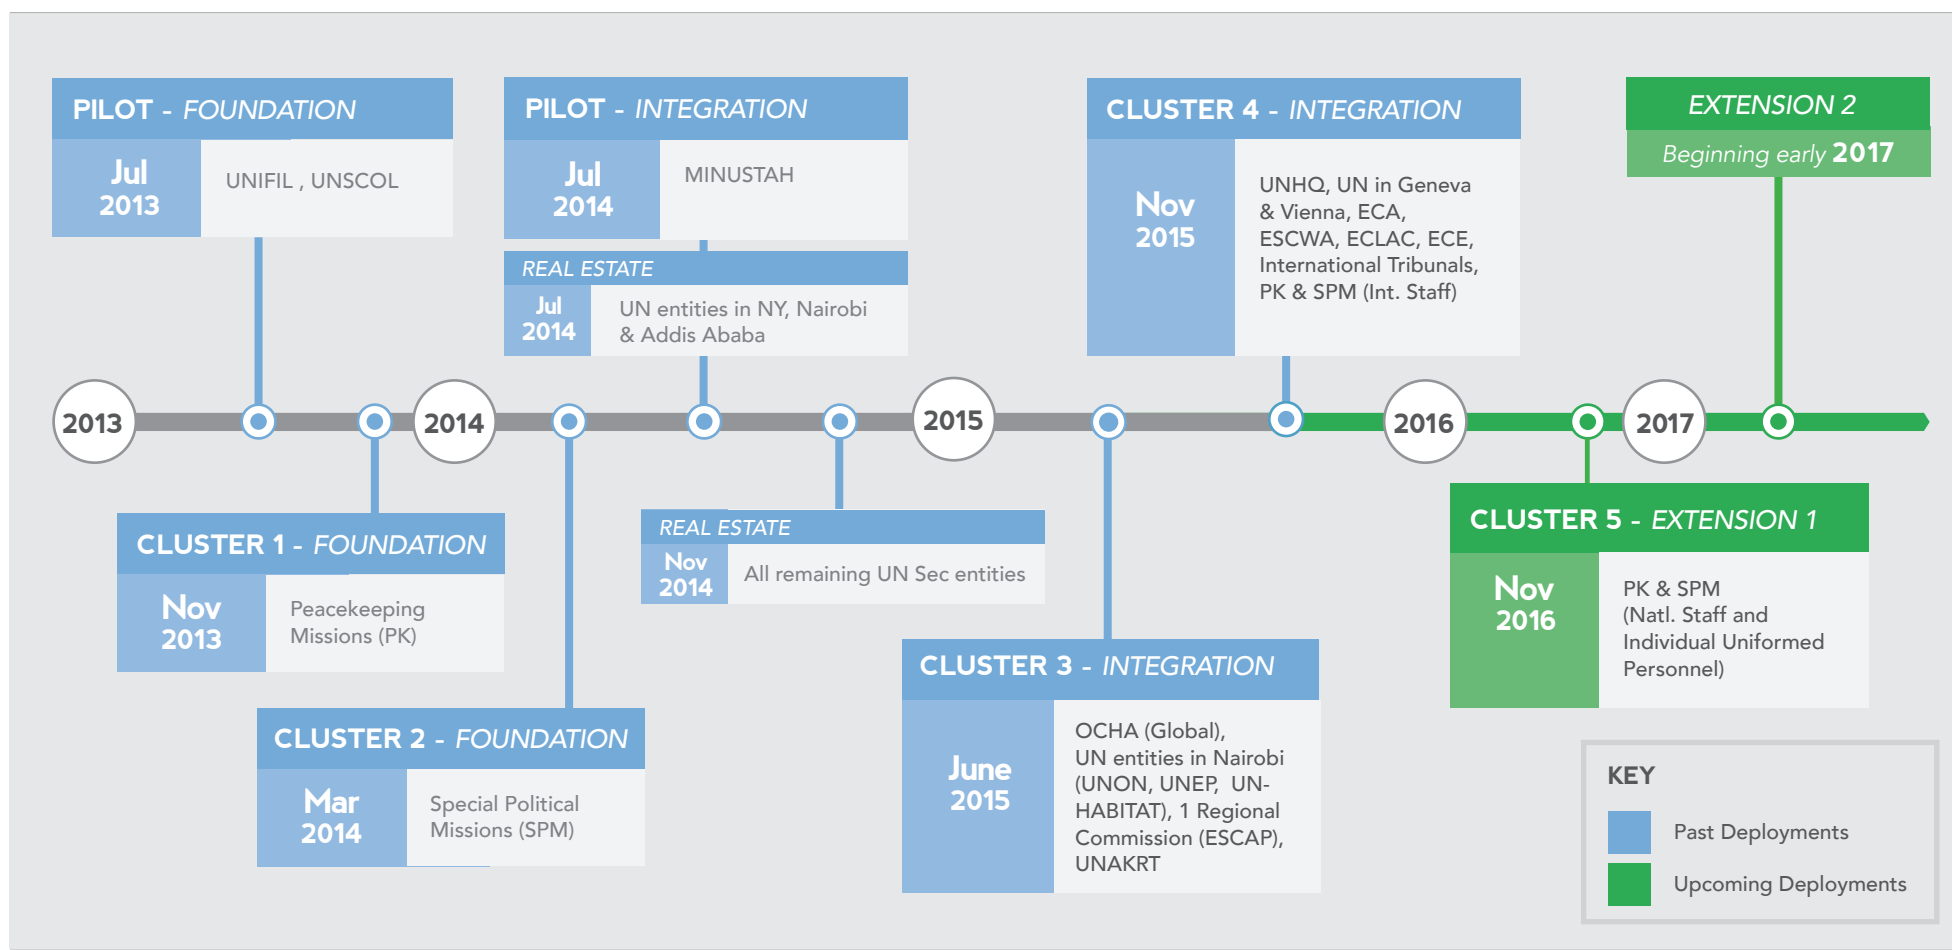 PILOT - FOUNDATION
Jul
2013
UNIFIL , UNSCOL
PILOT - INTEGRATION
Jul
2014
MINUSTAH
REAL ESTATE
Jul
2014
UN entities in NY, Nairobi
& Addis Ababa
CLUSTER 4 - INTEGRATION
Nov
2015
UNHQ, UN in Geneva
& Vienna, ECA,
ESCWA, ECLAC, ECE,
International Tribunals,
PK & SPM (Int. Staff)
EXTENSION 2
Beginning early 2017
2013
2014
2015
2016
2017
CLUSTER 1 - FOUNDATION
Nov
2013
Peacekeeping
Missions (PK)
CLUSTER 2 - FOUNDATION
Mar
2014
Special Political
Missions (SPM)
REAL ESTATE
Nov
2014
All remaining UN Sec entities
CLUSTER 3 - INTEGRATION
June
2015
OCHA (Global),
UN entities in Nairobi
(UNON, UNEP, UN-
HABITAT), 1 Regional
Commission (ESCAP),
UNAKRT
CLUSTER 5 - EXTENSION 1
Nov
2016
PK & SPM
(Natl. Staff and
Individual Uniformed
Personnel)
KEY
Past Deployments
Upcoming Deployments